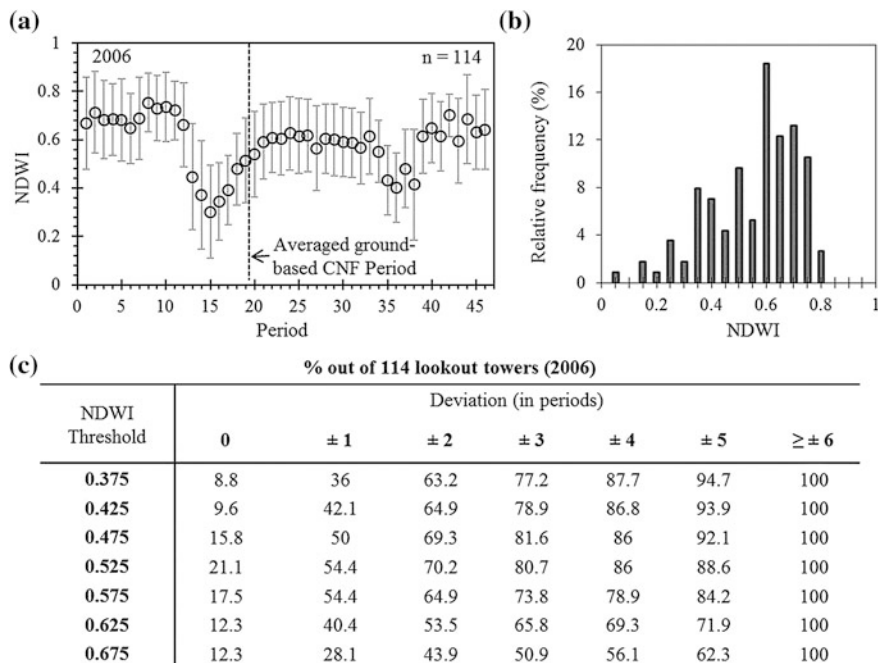 (a)
1
2006
n = 114
0.8
0.6
0.4
0.2
0
NDWI
Averaged ground-
based CNF Period
0 5 10 15 20 25 30 35 40 45
Period
(b)
20
16
12
8
4
0
Relative frequency (%)
0 0.2 0.4 0.6 0.8 1
NDWI
(c)
% out of 114 lookout towers (2006)
NDWI
Threshold
Deviation (in periods)
0 ± 1 ± 2 ± 3 ± 4 ± 5 ≥ ± 6
0.375 8.8 36 63.2 77.2 87.7 94.7 100
0.425 9.6 42.1 64.9 78.9 86.8 93.9 100
0.475 15.8 50 69.3 81.6 86 92.1 100
0.525 21.1 54.4 70.2 80.7 86 88.6 100
0.575 17.5 54.4 64.9 73.8 78.9 84.2 100
0.625 12.3 40.4 53.5 65.8 69.3 71.9 100
0.675 12.3 28.1 43.9 50.9 56.1 62.3 100